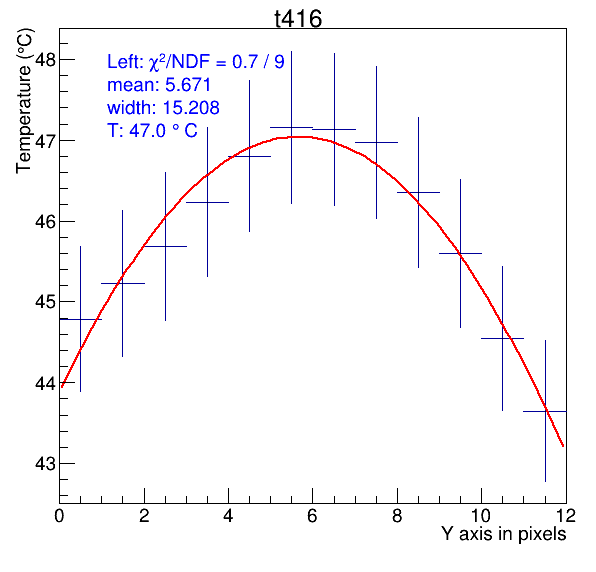 t416
Temperature (°C)
Left: χ²/NDF = 0.7 / 9
mean: 5.671
width: 15.208
T: 47.0 ° C
48
47
46
45
44
43
0 2 4 6 8 10 12
Y axis in pixels